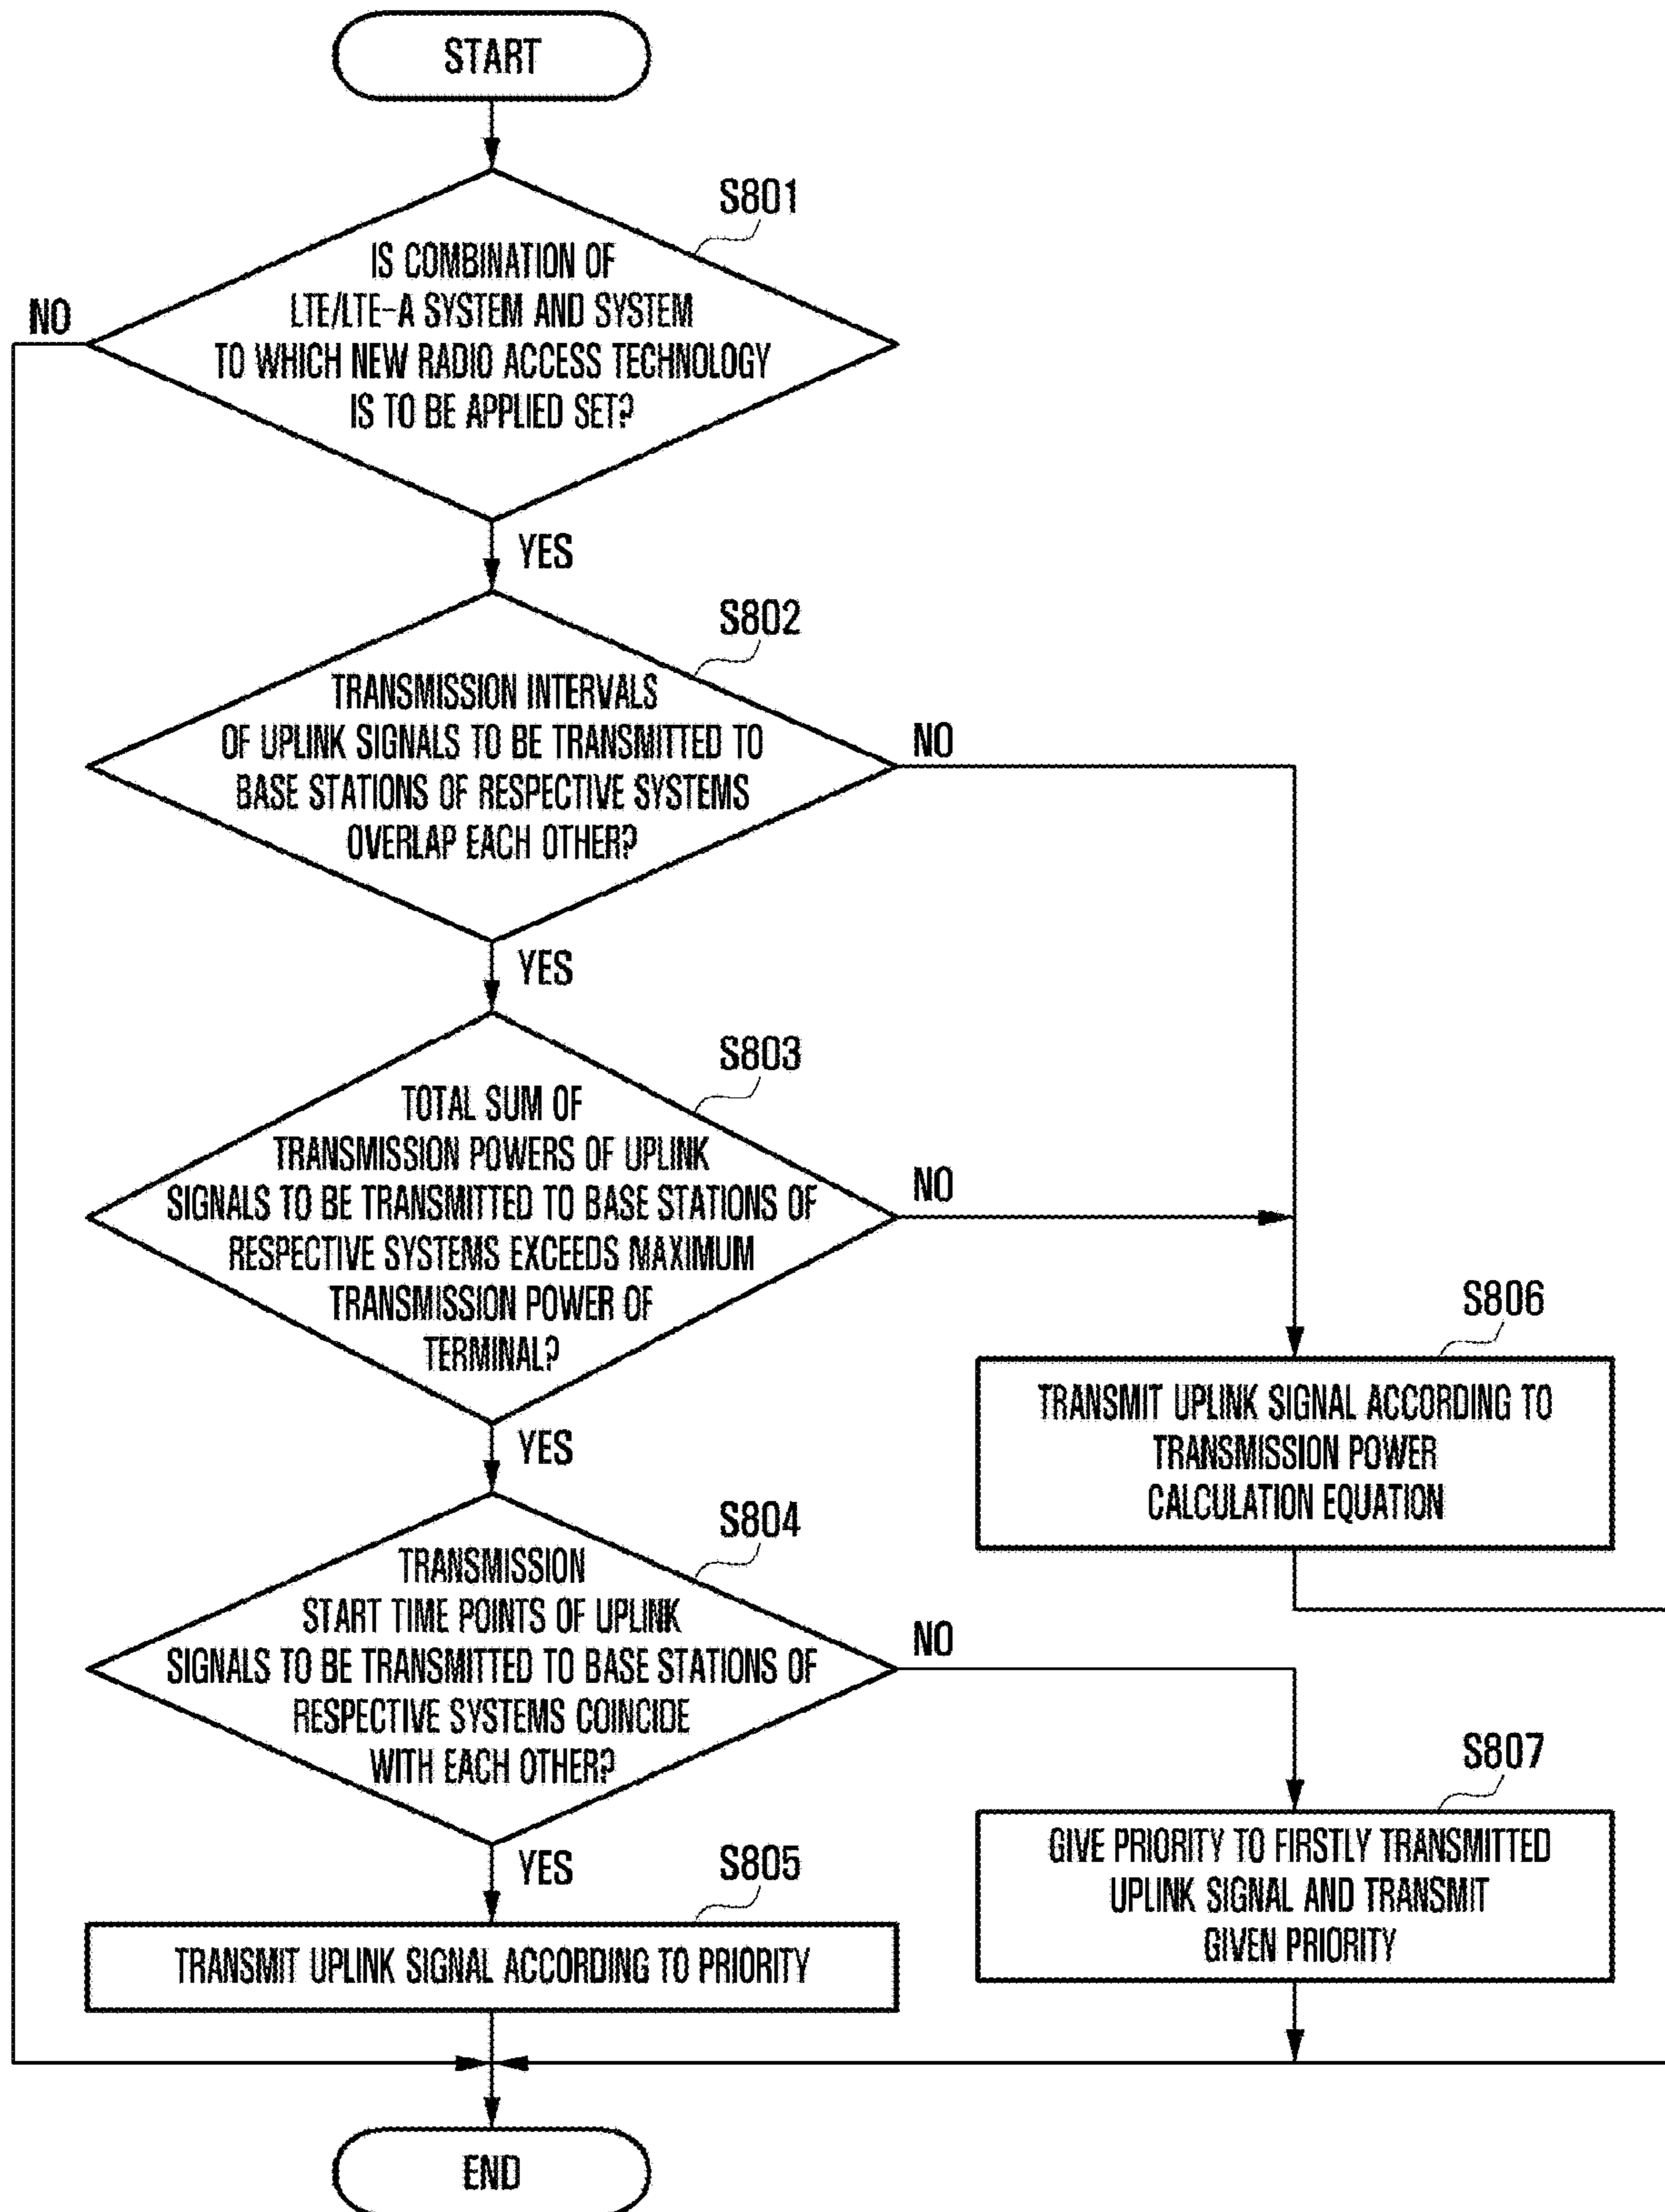 START
S801
IS COMBINATION OF
LTE/LTE-A SYSTEM AND SYSTEM
TO WHICH NEW RADIO ACCESS TECHNOLOGY
IS TO BE APPLIED SET?
NO
YES
S802
TRANSMISSION INTERVALS
OF UPLINK SIGNALS TO BE TRANSMITTED TO
BASE STATIONS OF RESPECTIVE SYSTEMS
OVERLAP EACH OTHER?
NO
YES
S803
TOTAL SUM OF
TRANSMISSION POWERS OF UPLINK
SIGNALS TO BE TRANSMITTED TO BASE STATIONS OF
RESPECTIVE SYSTEMS EXCEEDS MAXIMUM
TRANSMISSION POWER OF
TERMINAL?
NO
YES
S806
TRANSMIT UPLINK SIGNAL ACCORDING TO
TRANSMISSION POWER
CALCULATION EQUATION
S804
TRANSMISSION
START TIME POINTS OF UPLINK
SIGNALS TO BE TRANSMITTED TO BASE STATIONS OF
RESPECTIVE SYSTEMS COINCIDE
WITH EACH OTHER?
NO
YES
S807
GIVE PRIORITY TO FIRSTLY TRANSMITTED
UPLINK SIGNAL AND TRANSMIT
GIVEN PRIORITY
S805
TRANSMIT UPLINK SIGNAL ACCORDING TO PRIORITY
END